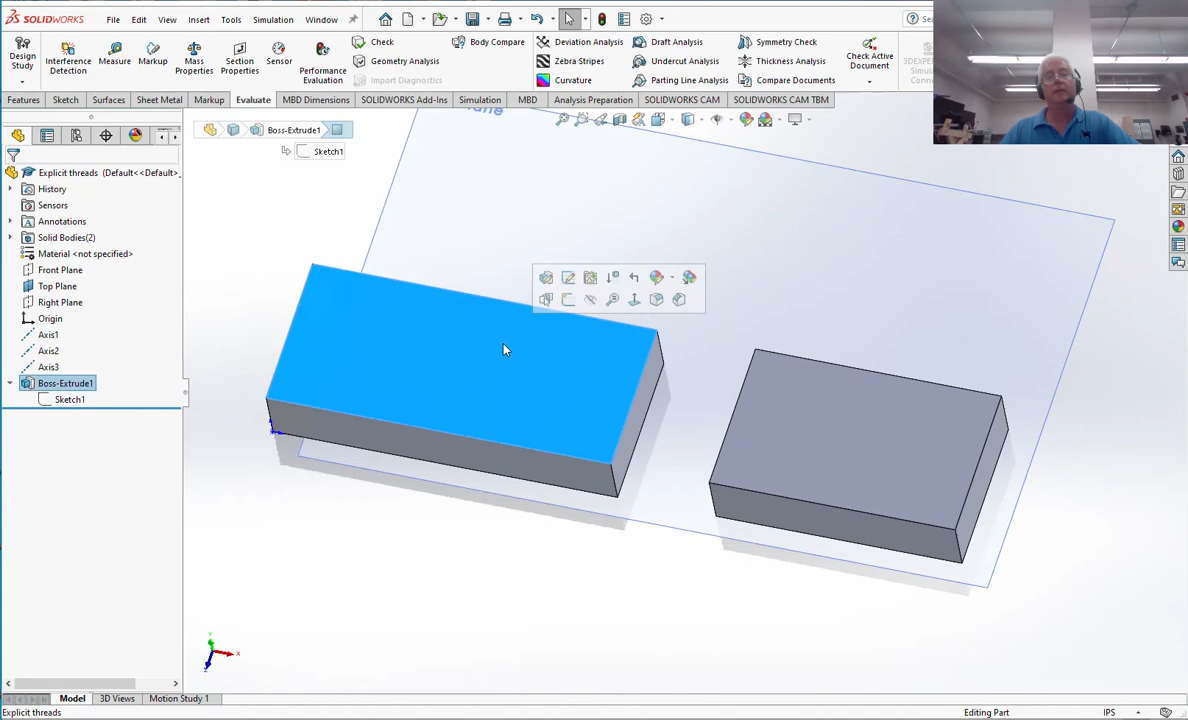 SOLIDWORKS
File
Edit
View
Insert
Tools
Simulation
Window
Design Study
Interference Detection
Measure
Markup
Mass Properties
Section Properties
Sensor
Performance Evaluation
Check
Geometry Analysis
Import Diagnostics
Body Compare
Deviation Analysis
Zebra Stripes
Curvature
Draft Analysis
Undercut Analysis
Parting Line Analysis
Symmetry Check
Thickness Analysis
Compare Documents
Check Active Document
Features
Sketch
Surfaces
Sheet Metal
Markup
Evaluate
MBD Dimensions
SOLIDWORKS Add-Ins
Simulation
MBD
Analysis Preparation
SOLIDWORKS CAM
SOLIDWORKS CAM TBM
Boss-Extrude1
Sketch1
Explicit threads (Default<<Default>_
History
Sensors
Annotations
Solid Bodies(2)
Material <not specified>
Front Plane
Top Plane
Right Plane
Origin
Axis1
Axis2
Axis3
Boss-Extrude1
Sketch1
Y
X
Z
Model
3D Views
Motion Study 1
Explicit threads
Editing Part
IPS